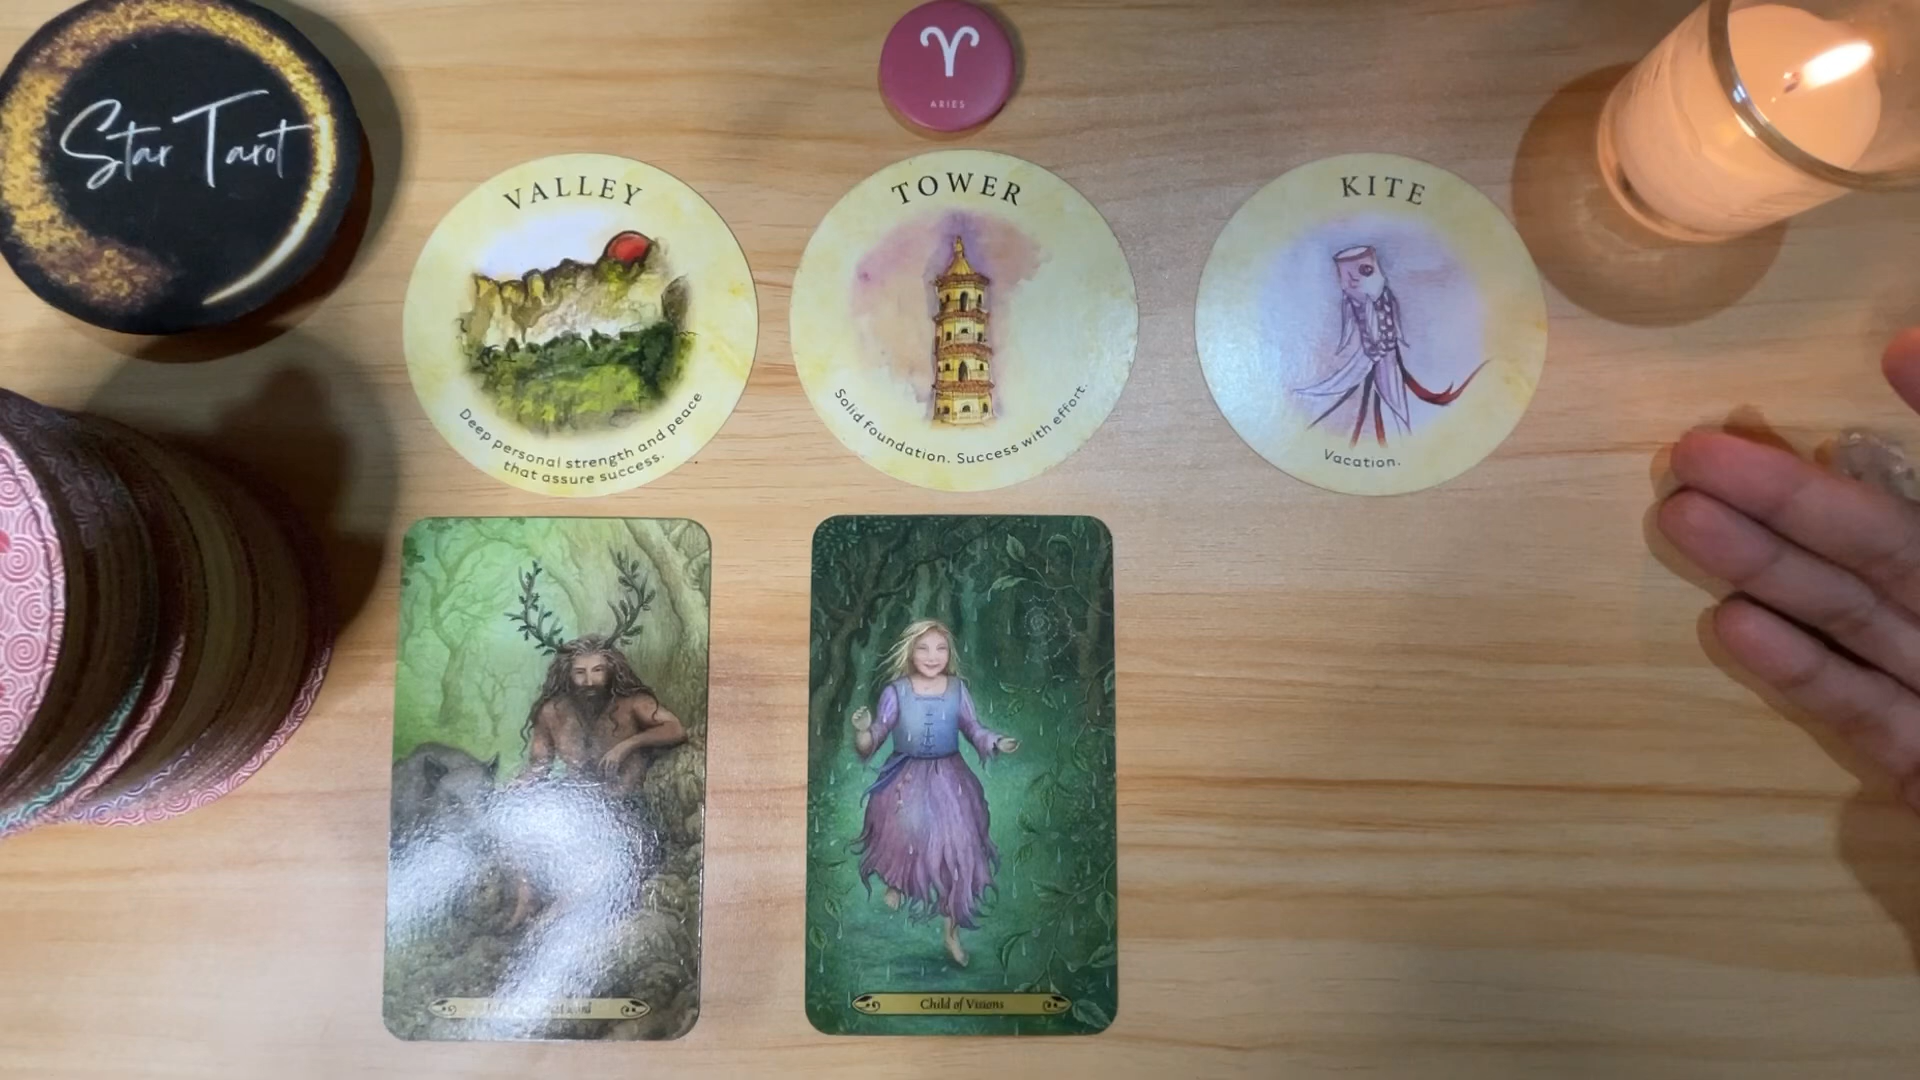 Star Tarot
ARIES
VALLEY
Deep personal strength and peace
that assure success.
TOWER
Solid foundation. Success with effort.
KITE
Vacation.
Child of Visions